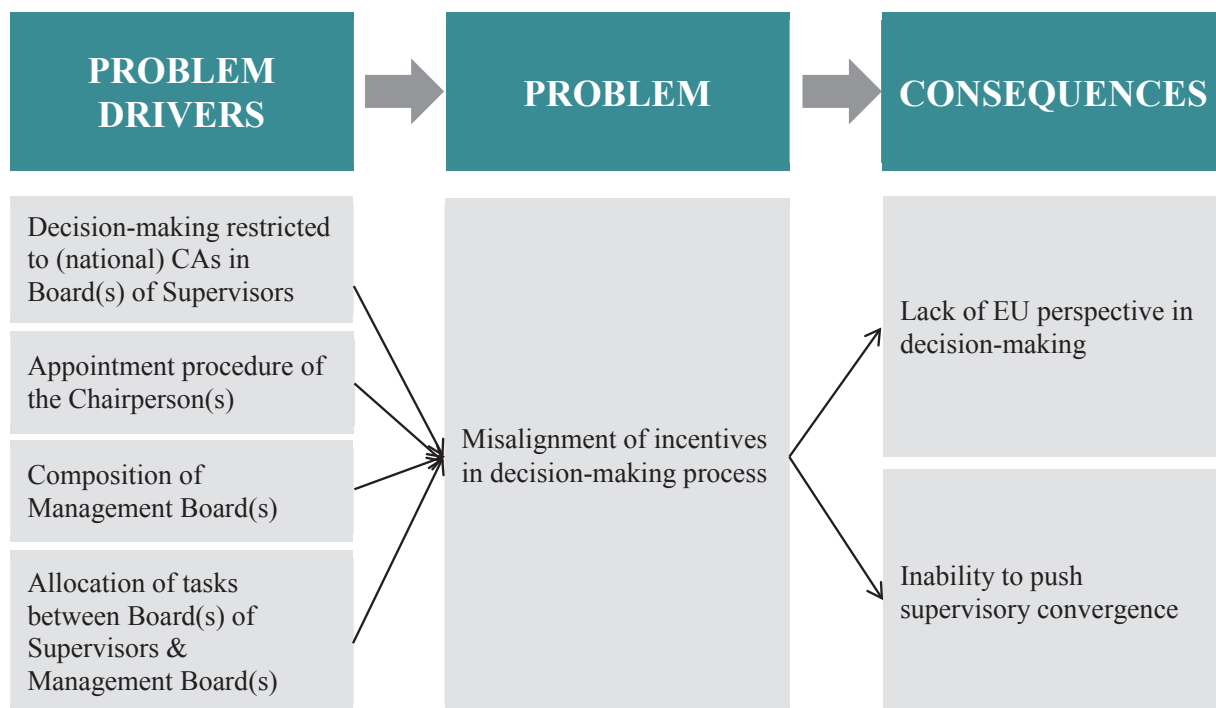 PROBLEM
DRIVERS
PROBLEM
CONSEQUENCES
Decision-making restricted
to (national) CAs in
Board(s) of Supervisors
Appointment procedure of
the Chairperson(s)
Composition of
Management Board(s)
Allocation of tasks
between Board(s) of
Supervisors &
Management Board(s)
Misalignment of incentives
in decision-making process
Lack of EU perspective in
decision-making
Inability to push
supervisory convergence